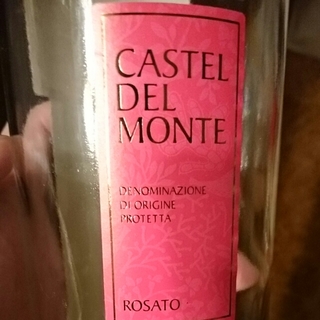 CASTEL
DEL
MONTE
DENOMINAZIONE
DI ORIGINE
PROTETTA
ROSATO